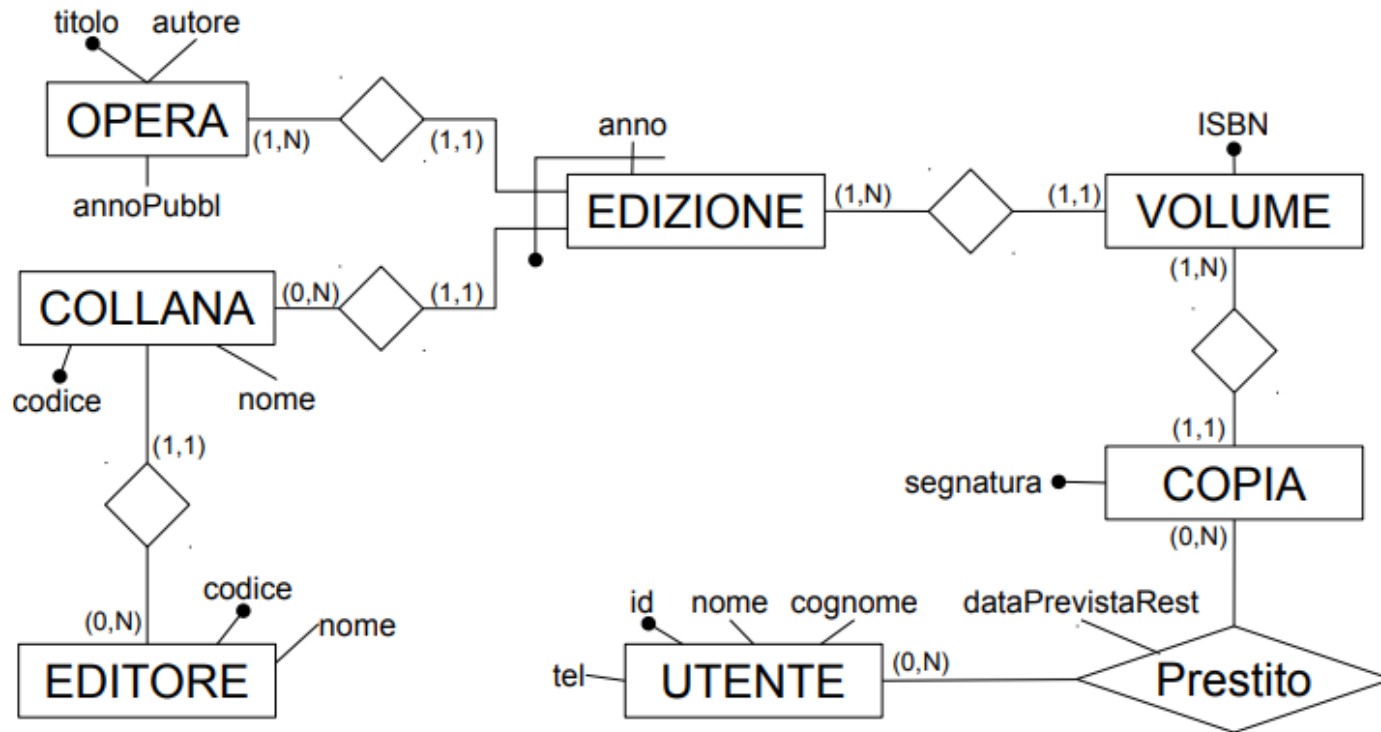 titolo autore
OPERA
(1,N) (1,1)
annoPubbl
anno
ISBN
EDIZIONE
(1,N) (1,1)
VOLUME
COLLANA
(0,N) (1,1)
codice nome
(1,N)
(1,1)
(1,1)
segnatura
COPIA
(0,N)
(0,N)
codice
nome
EDITORE
id nome cognome
tel
UTENTE
(0,N)
dataPrevistaRest
Prestito